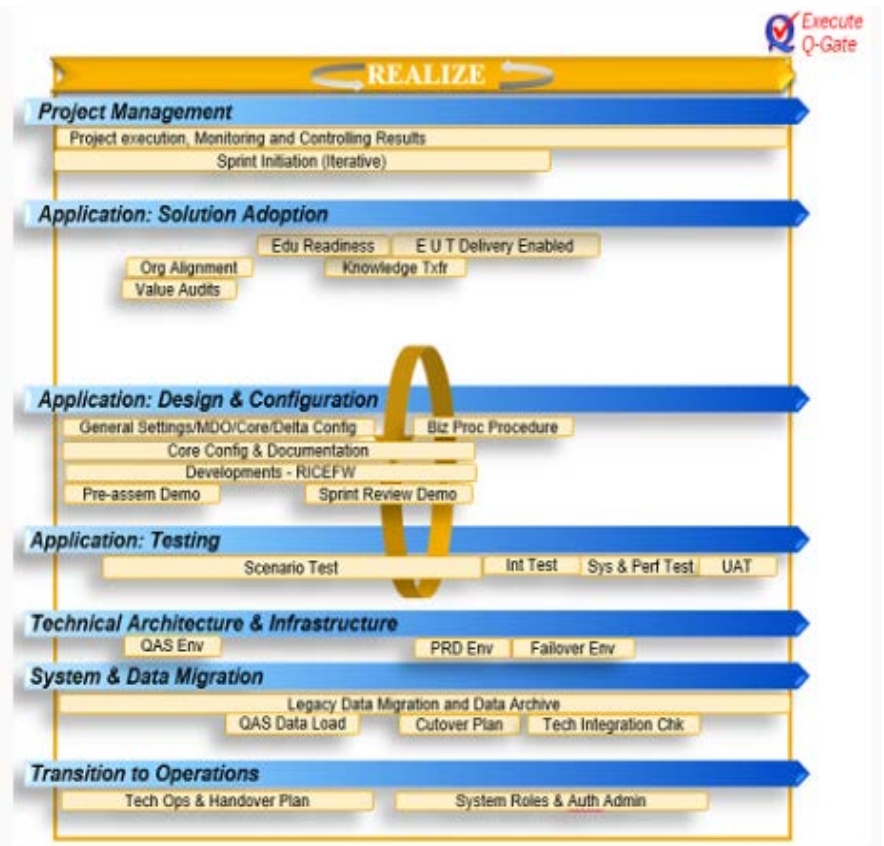 Execute
Q-Gate
REALIZE
Project Management
Project execution, Monitoring and Controlling Results
Sprint Initiation (Iterative)
Application: Solution Adoption
Edu Readiness
E U T Delivery Enabled
Org Alignment
Knowledge Txfr
Value Audits
Application: Design & Configuration
General Settings/MDO/Core/Delta Config
Biz Proc Procedure
Core Config & Documentation
Developments - RICEFW
Pre-assem Demo
Sprint Review Demo
Application: Testing
Scenario Test
Int Test
Sys & Perf Test
UAT
Technical Architecture & Infrastructure
QAS Env
PRD Env
Failover Env
System & Data Migration
Legacy Data Migration and Data Archive
QAS Data Load
Cutover Plan
Tech Integration Chk
Transition to Operations
Tech Ops & Handover Plan
System Roles & Auth Admin